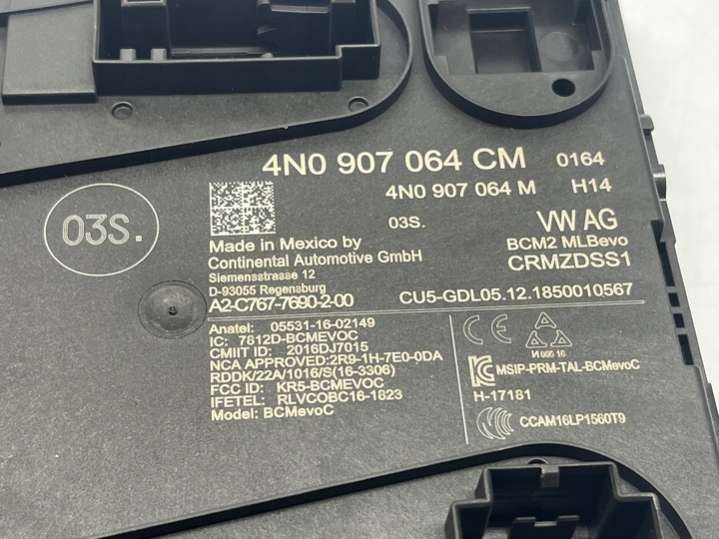 4N0 907 064 CM 0164
4N0 907 064 M H14
03S.
03S. VW AG
Made in Mexico by BCM2 MLBevo
Continental Automotive GmbH CRMZDSS1
Siemensstrasse 12
D-93055 Regensburg
A2-C767-7690-2-00 CU5-GDL05.12.1850010567
Anatel: 05531-16-02149
IC: 7812D-BCMEVOC
CMIIT ID: 2016DJ7015
NCA APPROVED:2R9-1H-7E0-0DA
RDDK/22A/1016/S(16-3306)
FCC ID: KR5-BCMEVOC
IFETEL: RLVCOBC16-1823
Model: BCMevoC
CE
MSIP-PRM-TAL-BCMevoC
H-17181
CCAM16LP1560T9